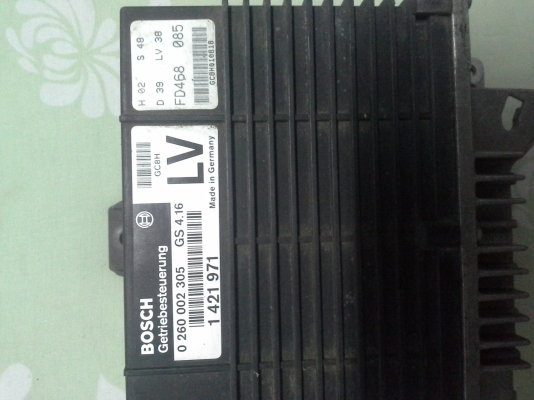 H 02 S 48
D 39 LV 38
FD468 085
GC8H010818
GC8H
LV
Made in Germany
BOSCH
Getriebesteuerung
0 260 002 305 GS 4.16
1 421 971